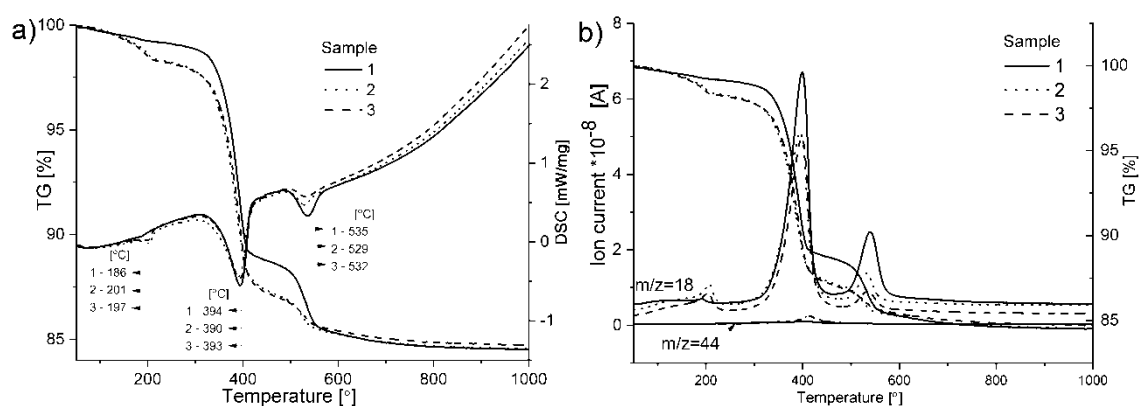 a)
100
95
90
85
TG [%]
Sample
1
2
3
2
1
0
-1
DSC [mW/mg]
[°C]
1 - 186
2 - 201
3 - 197
[°C]
1 394
2 - 390
3 - 393
[°C]
1 - 535
2 - 529
3 - 532
200
400
600
800
1000
Temperature [°]
b)
8
6
4
2
0
Ion current *10^-8 [A]
Sample
1
2
3
100
95
90
85
TG [%]
m/z=18
m/z=44
0
200
400
600
800
1000
Temperature [°]